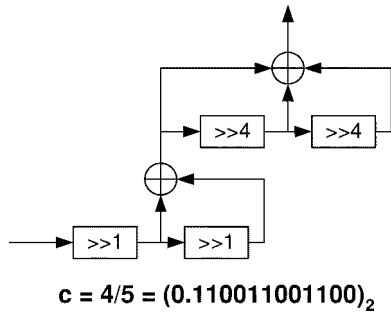 >>4 >>4
>>1 >>1
c = 4/5 = (0.110011001100)₂